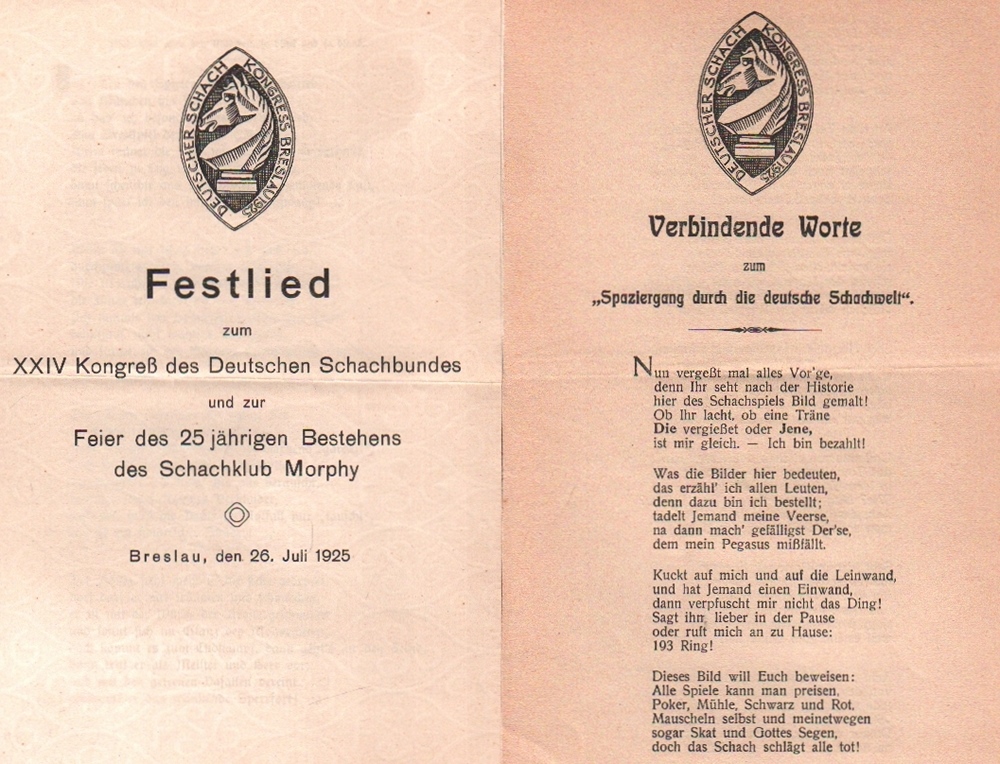 DEUTSCHER SCHACH KONGRESS BRESLAU 1925
Festlied
zum
XXIV Kongreß des Deutschen Schachbundes
und zur
Feier des 25 jährigen Bestehens
des Schachklub Morphy
Breslau, den 26. Juli 1925
DEUTSCHER SCHACH KONGRESS BRESLAU 1925
Verbindende Worte
zum
„Spaziergang durch die deutsche Schachwelt“.
Nun vergeßt mal alles Vor'ge,
denn Ihr seht nach der Historie
hier des Schachspiels Bild gemalt!
Ob Ihr lacht, ob eine Träne
Die vergießet oder Jene,
ist mir gleich. — Ich bin bezahlt!
Was die Bilder hier bedeuten,
das erzähl' ich allen Leuten,
denn dazu bin ich bestellt;
tadelt Jemand meine Veerse,
na dann mach' gefälligst Der'se,
dem mein Pegasus mißfällt.
Kuckt auf mich und auf die Leinwand,
und hat Jemand einen Einwand,
dann verpfuscht mir nicht das Ding!
Sagt ihn lieber in der Pause
oder ruft mich an zu Hause:
193 Ring!
Dieses Bild will Euch beweisen:
Alle Spiele kann man preisen.
Poker, Mühle, Schwarz und Rot.
Mauscheln selbst und meinetwegen
sogar Skat und Gottes Segen,
doch das Schach schlägt alle tot!